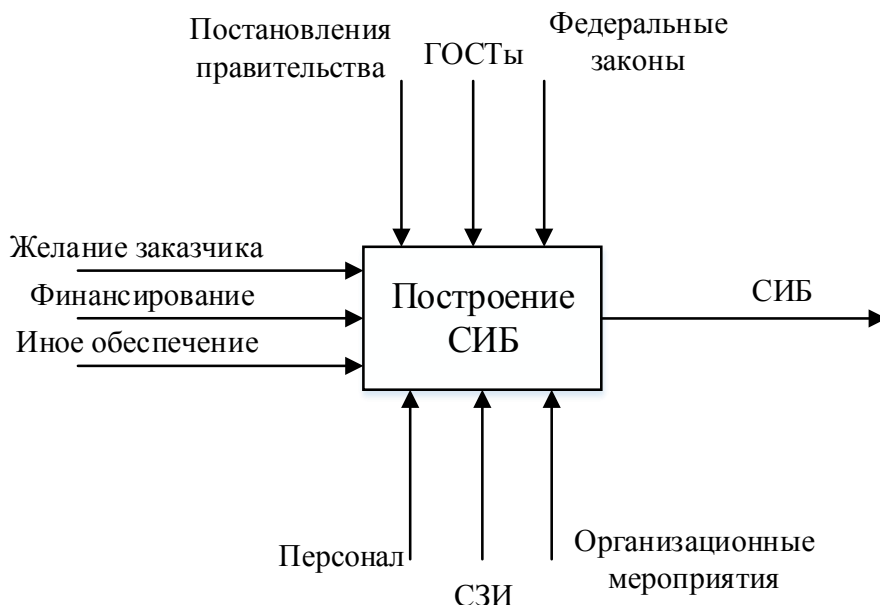 Постановления
правительства
ГОСТы
Федеральные
законы
Желание заказчика
Финансирование
Иное обеспечение
Построение
СИБ
СИБ
Персонал
СЗИ
Организационные
мероприятия